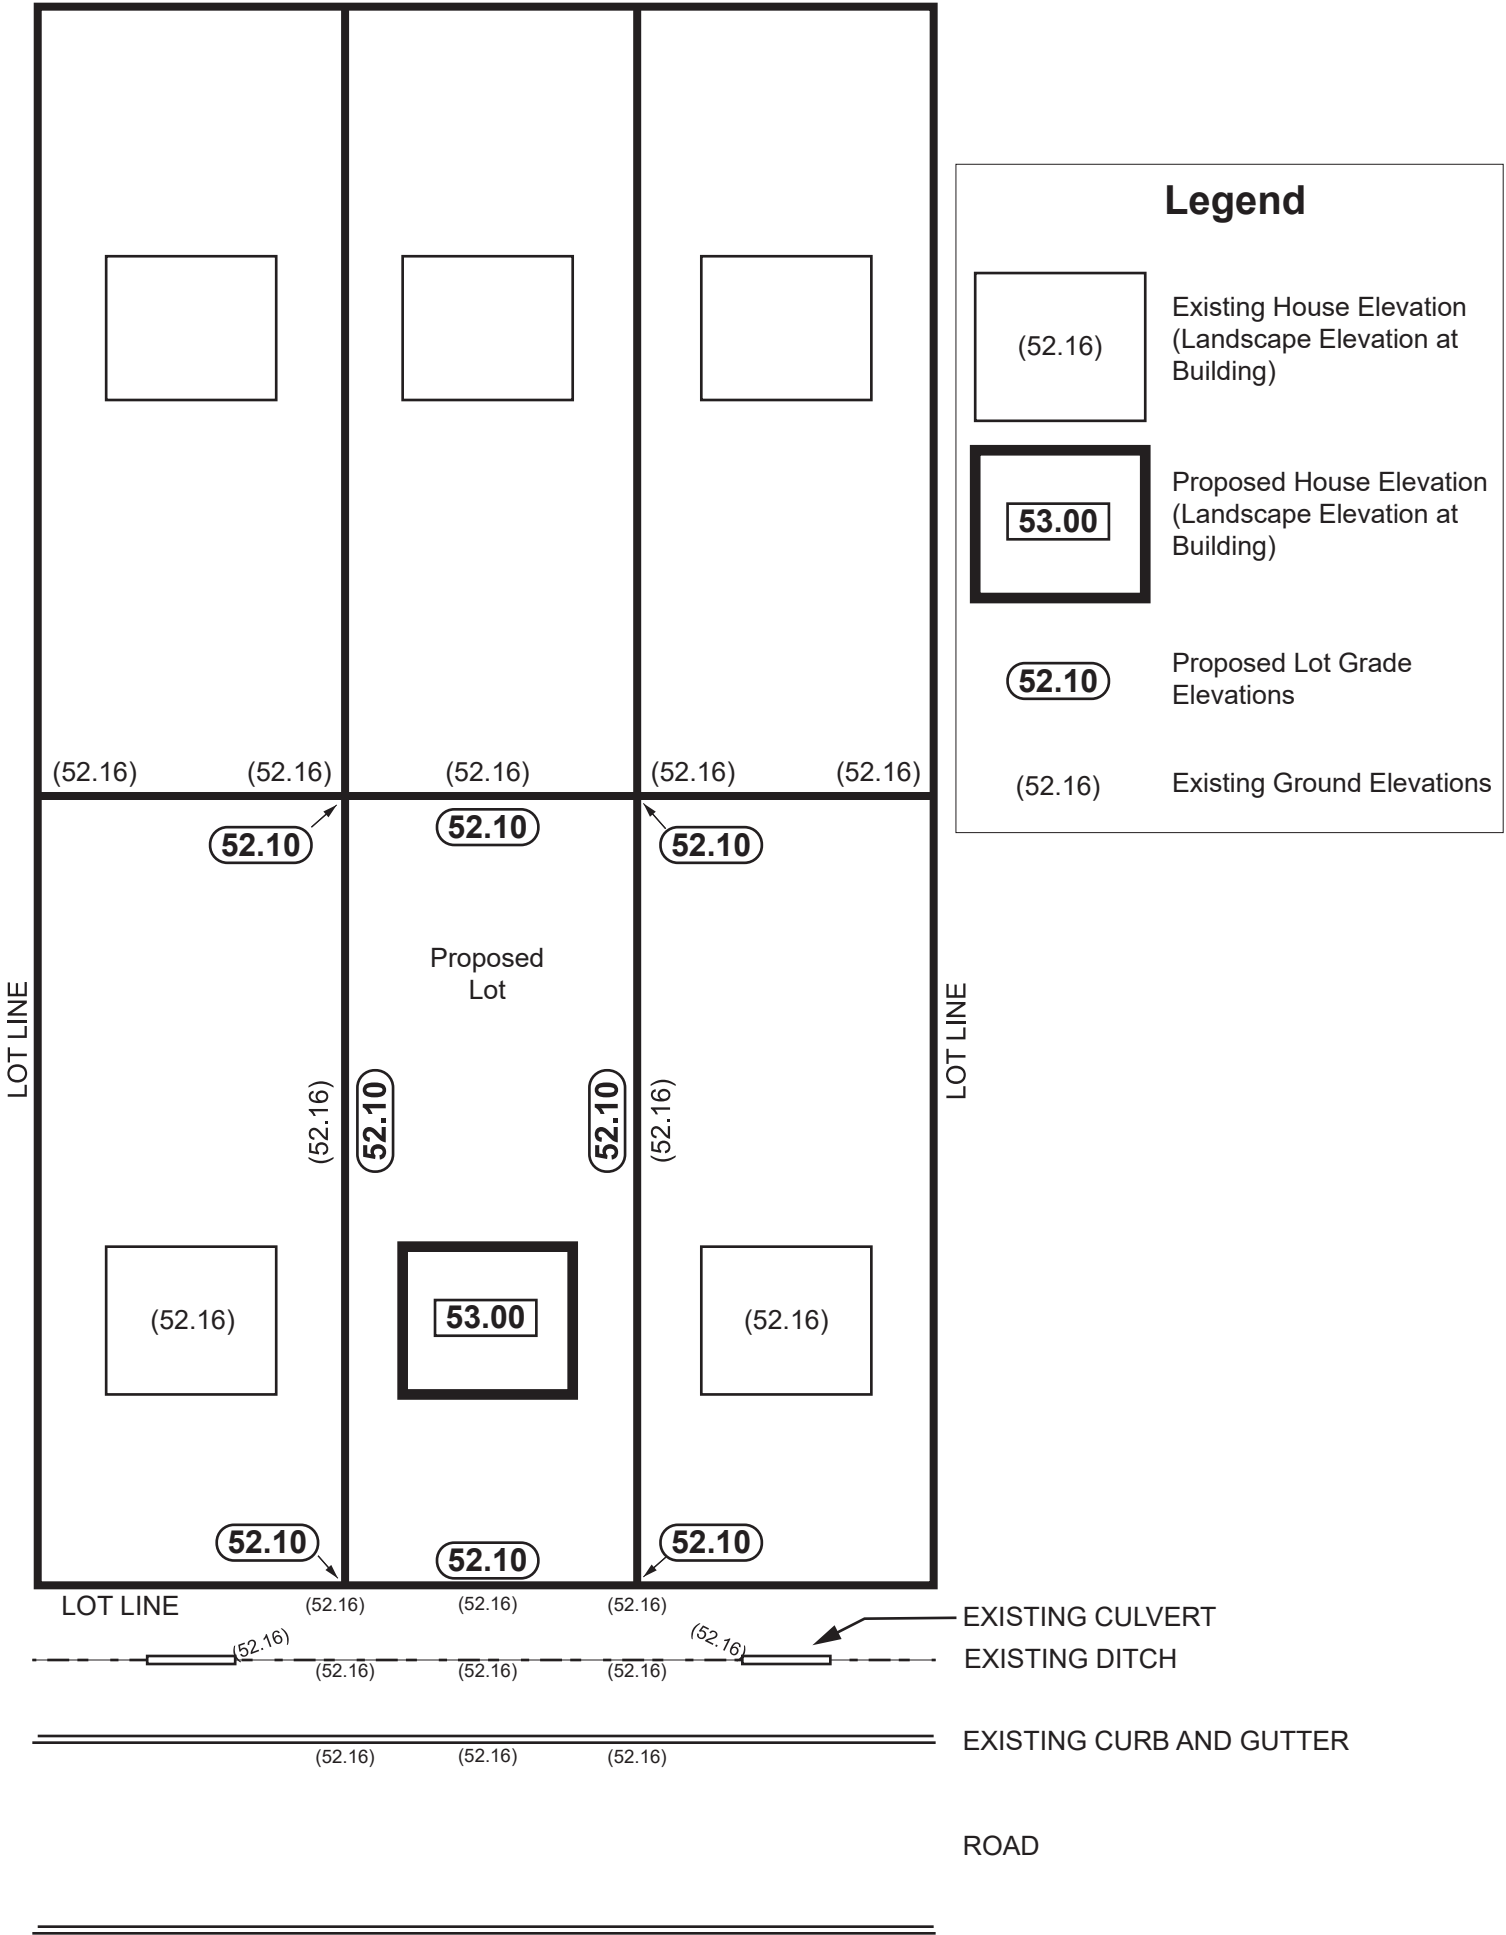 Legend
(52.16)
Existing House Elevation
(Landscape Elevation at
Building)
53.00
Proposed House Elevation
(Landscape Elevation at
Building)
52.10
Proposed Lot Grade
Elevations
(52.16)
Existing Ground Elevations
(52.16) (52.16) (52.16) (52.16) (52.16)
52.10 52.10 52.10
Proposed
Lot
LOT LINE
LOT LINE
(52.16) 52.10 52.10 (52.16)
(52.16) 53.00 (52.16)
52.10 52.10 52.10
LOT LINE (52.16) (52.16) (52.16)
EXISTING CULVERT
(52.16) (52.16)
EXISTING DITCH
(52.16) (52.16) (52.16)
EXISTING CURB AND GUTTER
(52.16) (52.16) (52.16)
ROAD